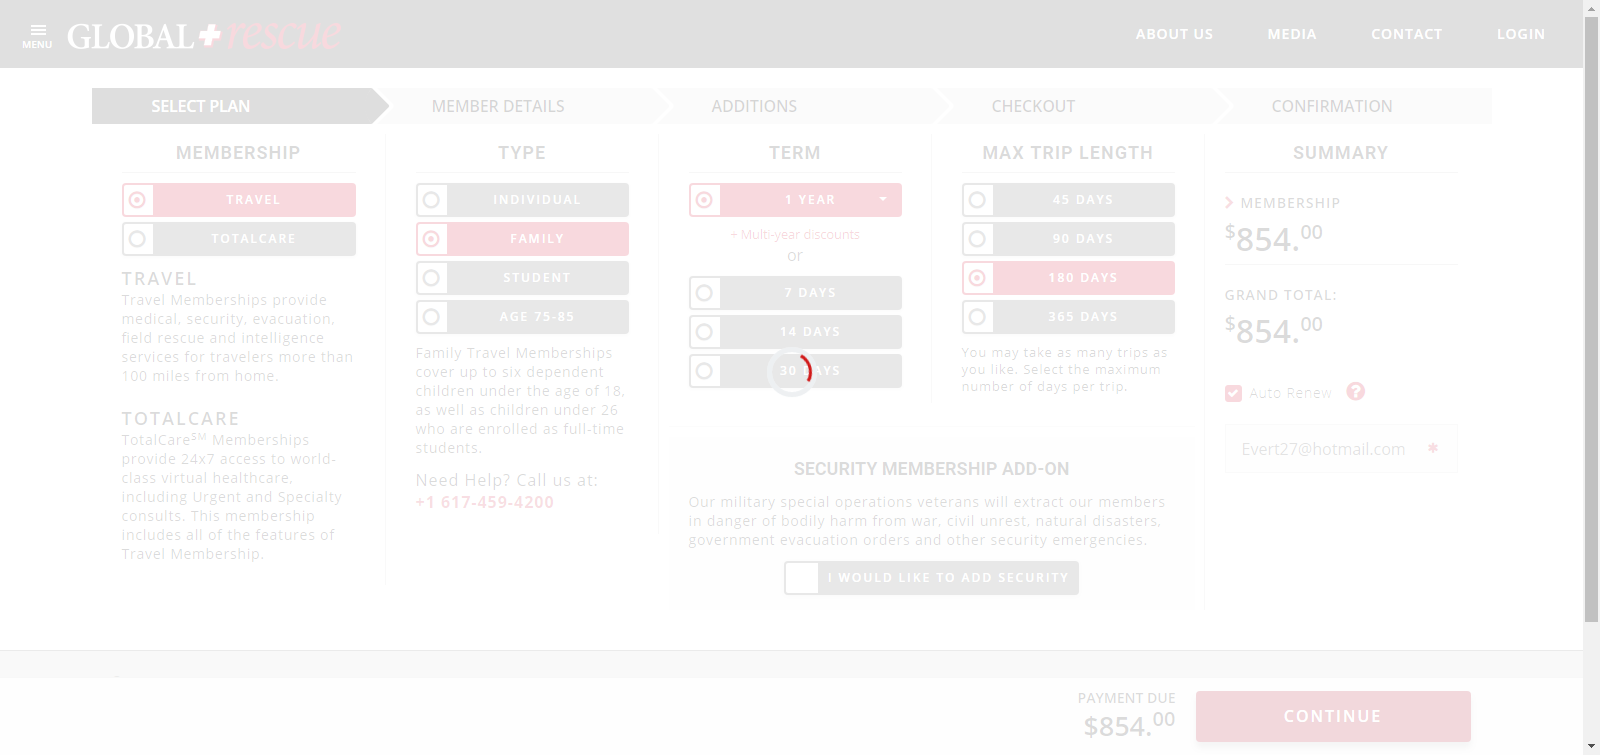 MENU
GLOBAL rescue
ABOUT US
MEDIA
CONTACT
LOGIN
SELECT PLAN
MEMBER DETAILS
ADDITIONS
CHECKOUT
CONFIRMATION
MEMBERSHIP
TRAVEL
TOTALCARE
TRAVEL
Travel Memberships provide
medical, security, evacuation,
field rescue and intelligence
services for travelers more than
100 miles from home.
TOTALCARE
TotalCareSM Memberships
provide 24x7 access to world-
class virtual healthcare,
including Urgent and Specialty
consults. This membership
includes all of the features of
Travel Membership.
TYPE
INDIVIDUAL
FAMILY
STUDENT
AGE 75-85
Family Travel Memberships
cover up to six dependent
children under the age of 18,
as well as children under 26
who are enrolled as full-time
students.
Need Help? Call us at:
+1 617-459-4200
TERM
1 YEAR
+ Multi-year discounts
or
7 DAYS
14 DAYS
30 DAYS
MAX TRIP LENGTH
45 DAYS
90 DAYS
180 DAYS
365 DAYS
You may take as many trips as
you like. Select the maximum
number of days per trip.
SECURITY MEMBERSHIP ADD-ON
Our military special operations veterans will extract our members
in danger of bodily harm from war, civil unrest, natural disasters,
government evacuation orders and other security emergencies.
I WOULD LIKE TO ADD SECURITY
SUMMARY
MEMBERSHIP
$854.00
GRAND TOTAL:
$854.00
Auto Renew ?
Evert27@hotmail.com *
PAYMENT DUE
$854.00
CONTINUE